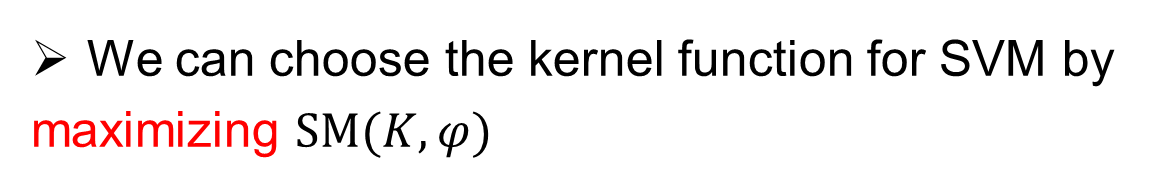 ➢ We can choose the kernel function for SVM by
maximizing SM(K, φ)